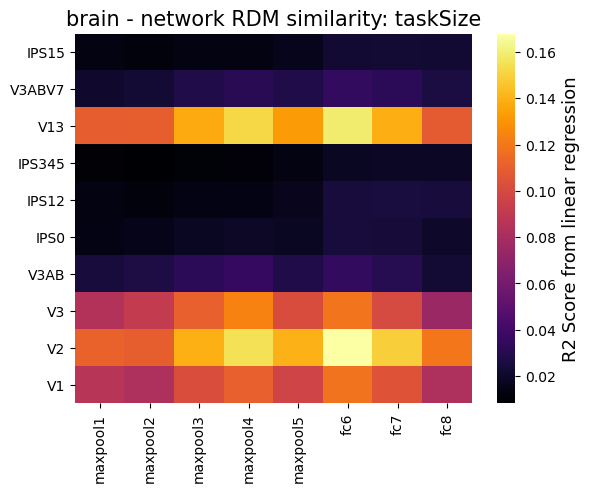 brain - network RDM similarity: taskSize
IPS15
V3ABV7
V13
IPS345
IPS12
IPS0
V3AB
V3
V2
V1
maxpool1
maxpool2
maxpool3
maxpool4
maxpool5
fc6
fc7
fc8
0.16
0.14
0.12
0.10
0.08
0.06
0.04
0.02
R2 Score from linear regression